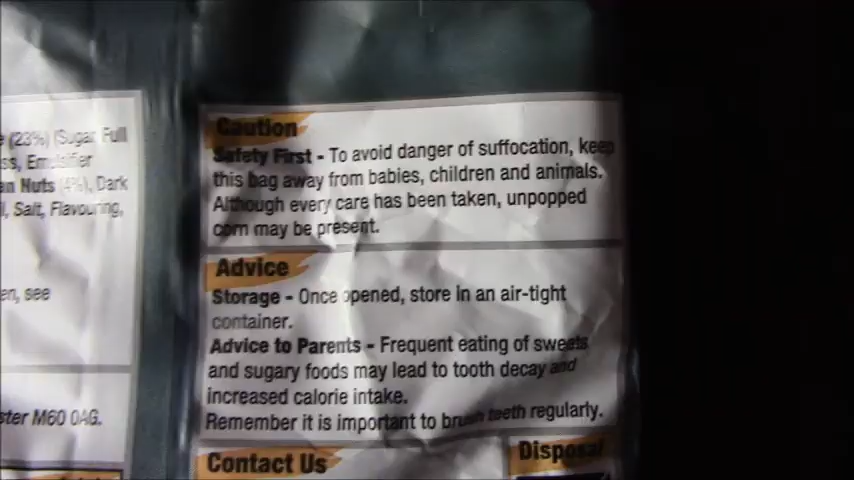 (23%) (Sugar, Full
ss, Emulsifier
an Nuts (4%), Dark
l, Salt, Flavouring,
en, see
ster M60 0AG.
Caution
Safety First - To avoid danger of suffocation, keep
this bag away from babies, children and animals.
Although every care has been taken, unpopped
corn may be present.
Advice
Storage - Once opened, store in an air-tight
container.
Advice to Parents - Frequent eating of sweets
and sugary foods may lead to tooth decay and
increased calorie intake.
Remember it is important to brush teeth regularly.
Contact Us
Disposal